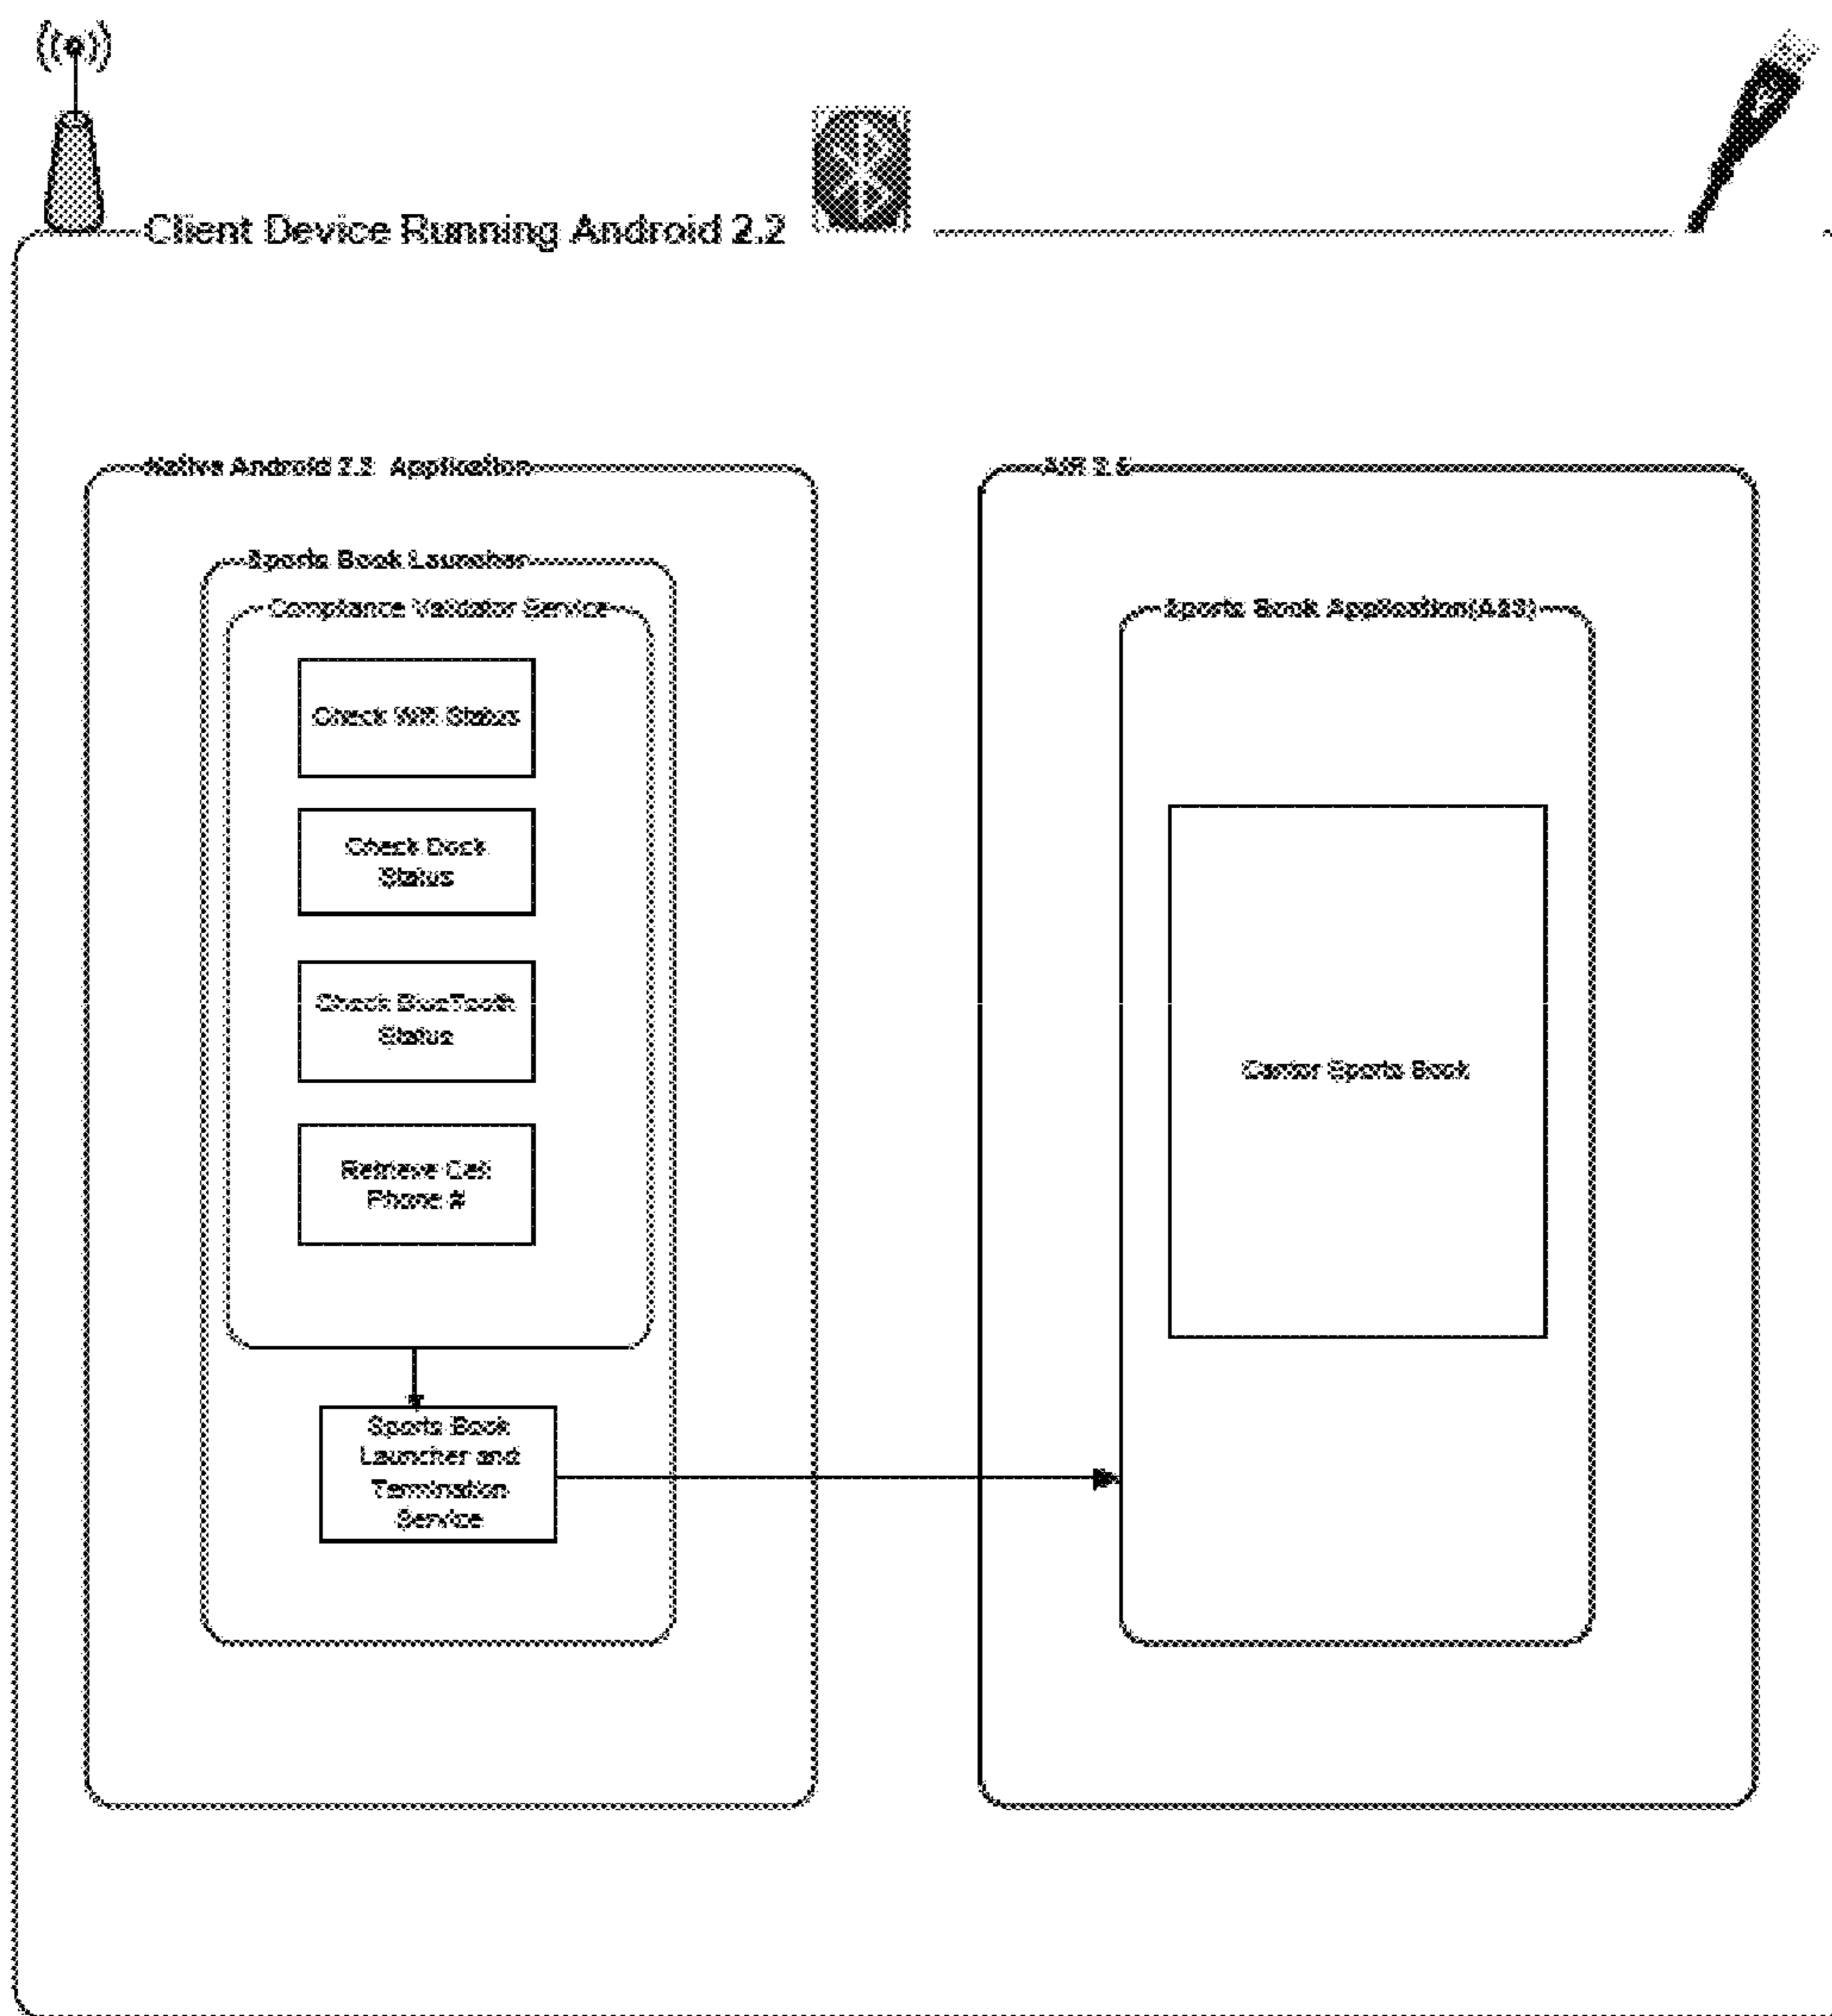 Client Device Running Android 2.2
Native Android 2.2 Application
AIR 2.5
Sports Book Launcher
Compliance Validator Service
Sports Book Application(AS3)
Check Wifi Status
Check Dock
Status
Check BlueTooth
Status
Retrieve Cell
Phone #
Cantor Sports Book
Sports Book
Launcher and
Termination
Service